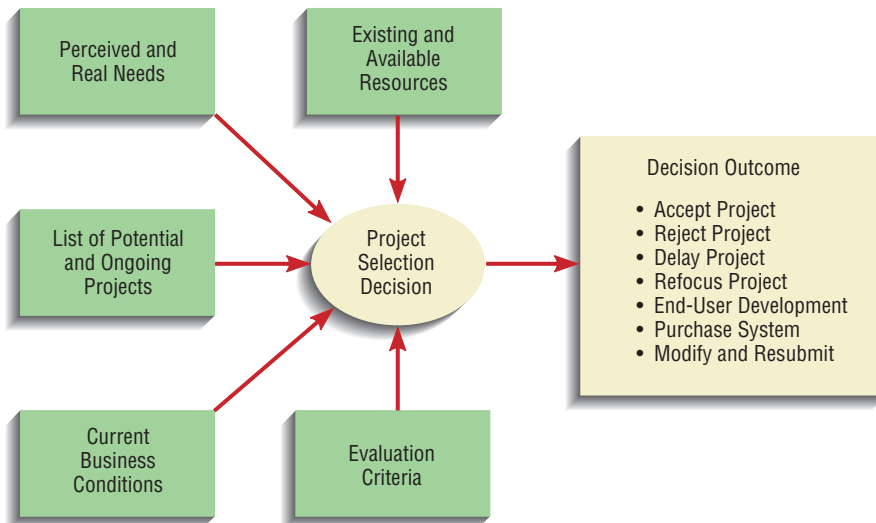 Perceived and
Real Needs
Existing and
Available
Resources
List of Potential
and Ongoing
Projects
Project
Selection
Decision
Current
Business
Conditions
Evaluation
Criteria
Decision Outcome
• Accept Project
• Reject Project
• Delay Project
• Refocus Project
• End-User Development
• Purchase System
• Modify and Resubmit